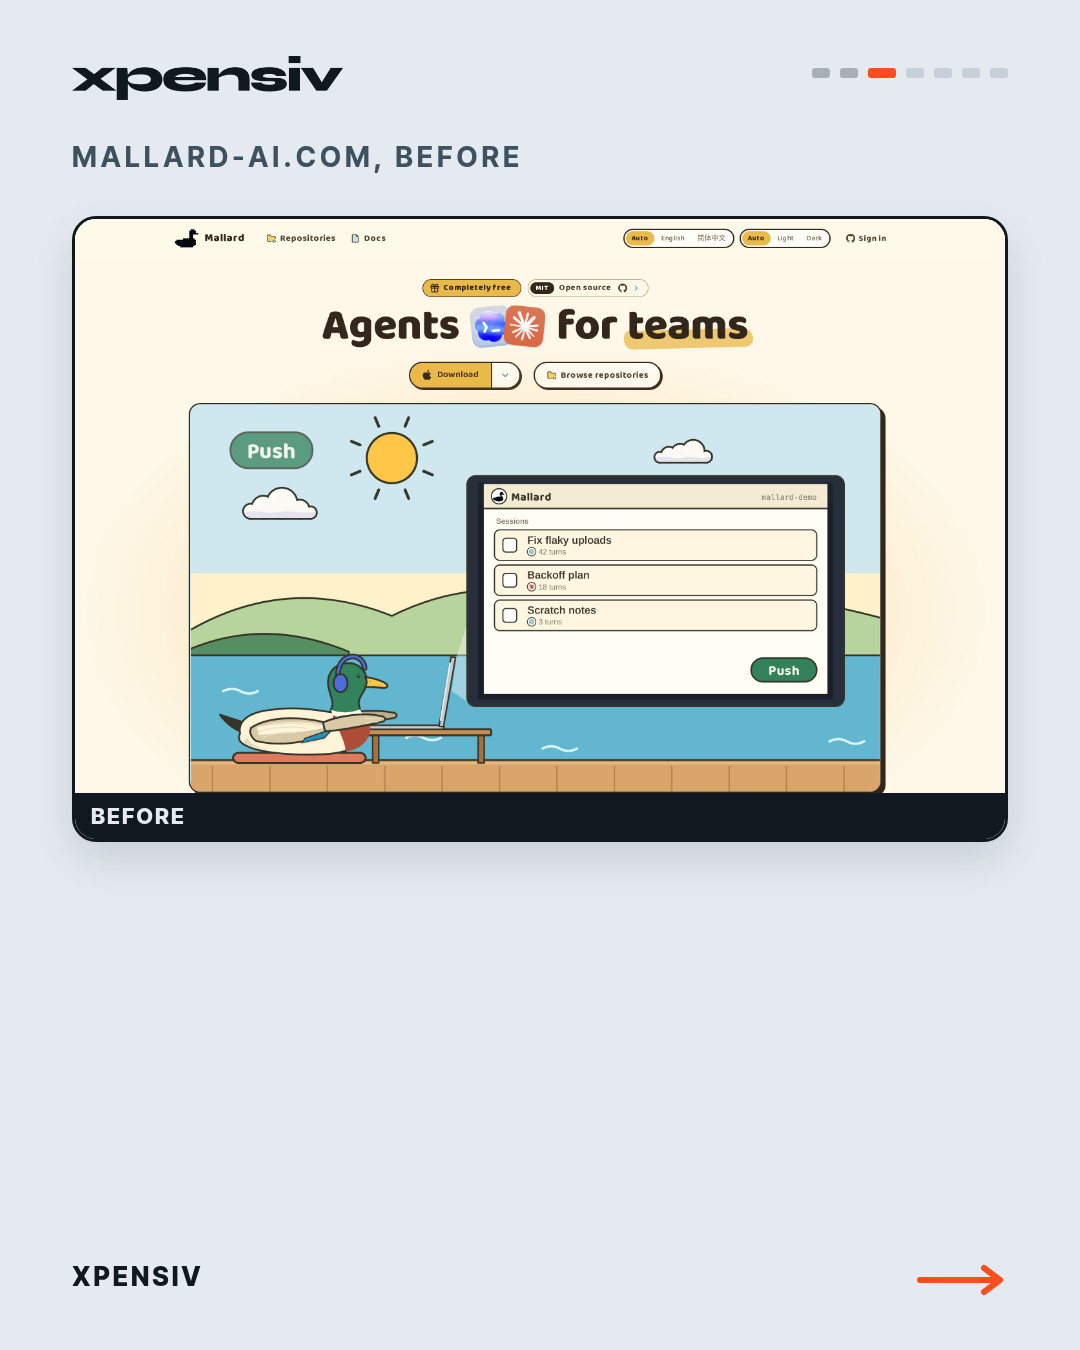 xpensiv
MALLARD-AI.COM, BEFORE
Mallard Repositories Docs Auto English 简体中文 Auto Light Dark Sign in
Completely free MIT Open source
Agents for teams
Download Browse repositories
Push
Mallard mallard-demo
Sessions
Fix flaky uploads
42 turns
Backoff plan
18 turns
Scratch notes
3 turns
Push
BEFORE
XPENSIV